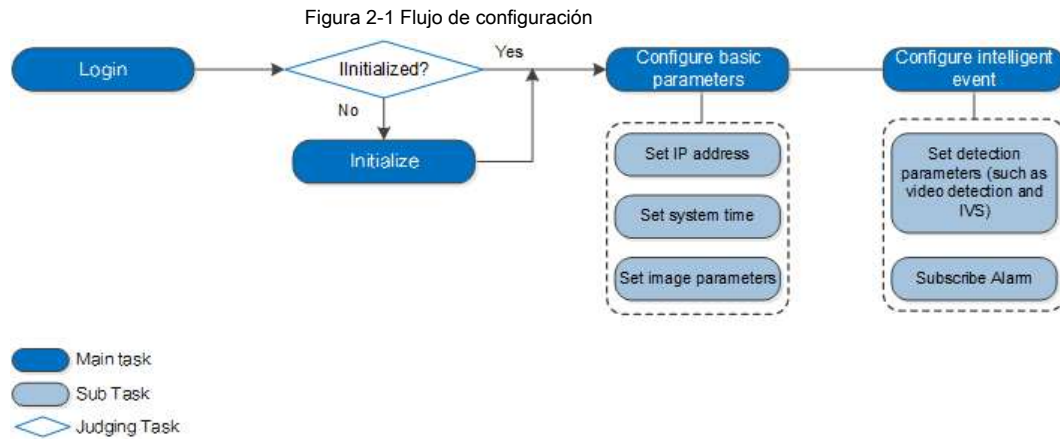 Figura 2-1 Flujo de configuración
Login
IInitialized?
Yes
No
Initialize
Configure basic
parameters
Set IP address
Set system time
Set image parameters
Configure intelligent
event
Set detection
parameters (such as
video detection and
IVS)
Subscribe Alarm
Main task
Sub Task
Judging Task